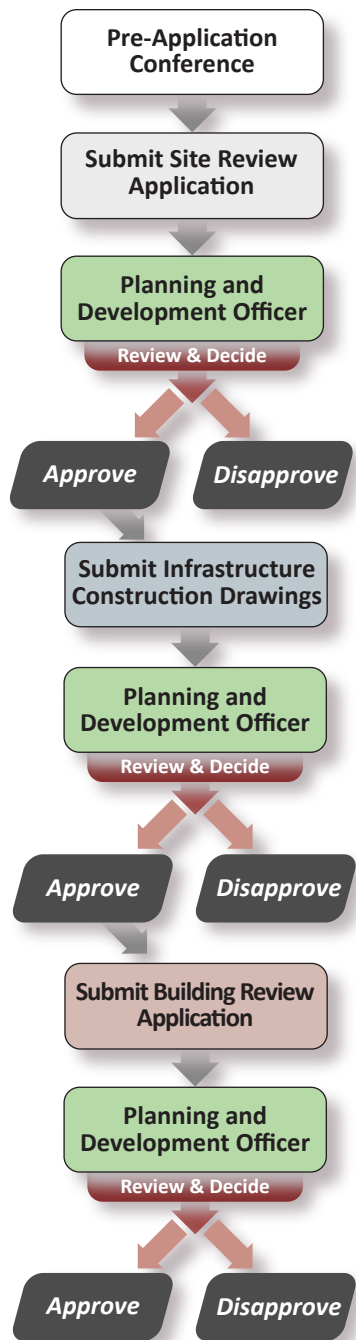 Pre-Application
Conference
Submit Site Review
Application
Planning and
Development Officer
Review & Decide
Approve
Disapprove
Submit Infrastructure
Construction Drawings
Planning and
Development Officer
Review & Decide
Approve
Disapprove
Submit Building Review
Application
Planning and
Development Officer
Review & Decide
Approve
Disapprove